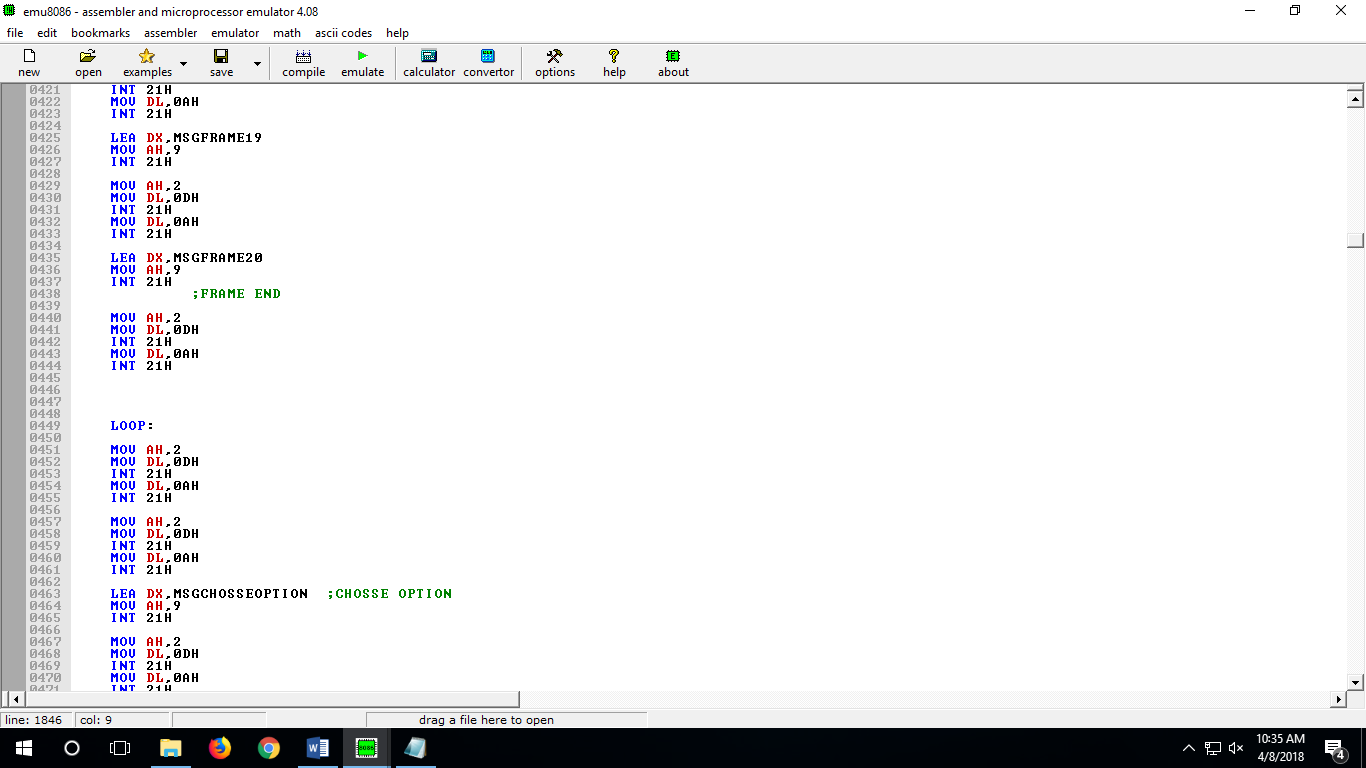 emu8086 - assembler and microprocessor emulator 4.08
file edit bookmarks assembler emulator math ascii codes help
new open examples save compile emulate calculator convertor options help about
0421 INT 21H
0422 MOV DL,0AH
0423 INT 21H
0424
0425 LEA DX,MSGFRAME19
0426 MOV AH,9
0427 INT 21H
0428
0429 MOV AH,2
0430 MOV DL,0DH
0431 INT 21H
0432 MOV DL,0AH
0433 INT 21H
0434
0435 LEA DX,MSGFRAME20
0436 MOV AH,9
0437 INT 21H
0438 ;FRAME END
0439
0440 MOV AH,2
0441 MOV DL,0DH
0442 INT 21H
0443 MOV DL,0AH
0444 INT 21H
0445
0446
0447
0448
0449 LOOP:
0450
0451 MOV AH,2
0452 MOV DL,0DH
0453 INT 21H
0454 MOV DL,0AH
0455 INT 21H
0456
0457 MOV AH,2
0458 MOV DL,0DH
0459 INT 21H
0460 MOV DL,0AH
0461 INT 21H
0462
0463 LEA DX,MSGCHOSSEOPTION ;CHOSSE OPTION
0464 MOV AH,9
0465 INT 21H
0466
0467 MOV AH,2
0468 MOV DL,0DH
0469 INT 21H
0470 MOV DL,0AH
0471 INT 21H
line: 1846 col: 9 drag a file here to open
8086
10:35 AM
4/8/2018
4